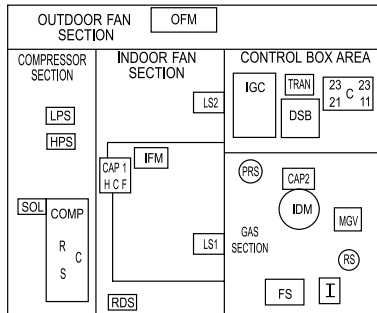 OUTDOOR FAN
SECTION
OFM
COMPRESSOR
SECTION
LPS
HPS
SOL
COMP
R
C
S
INDOOR FAN
SECTION
LS2
CAP 1
H C F
IFM
LS1
RDS
CONTROL BOX AREA
IGC
TRAN
DSB
23 C 23
21 11
PRS
CAP2
IDM
MGV
GAS
SECTION
RS
FS
I